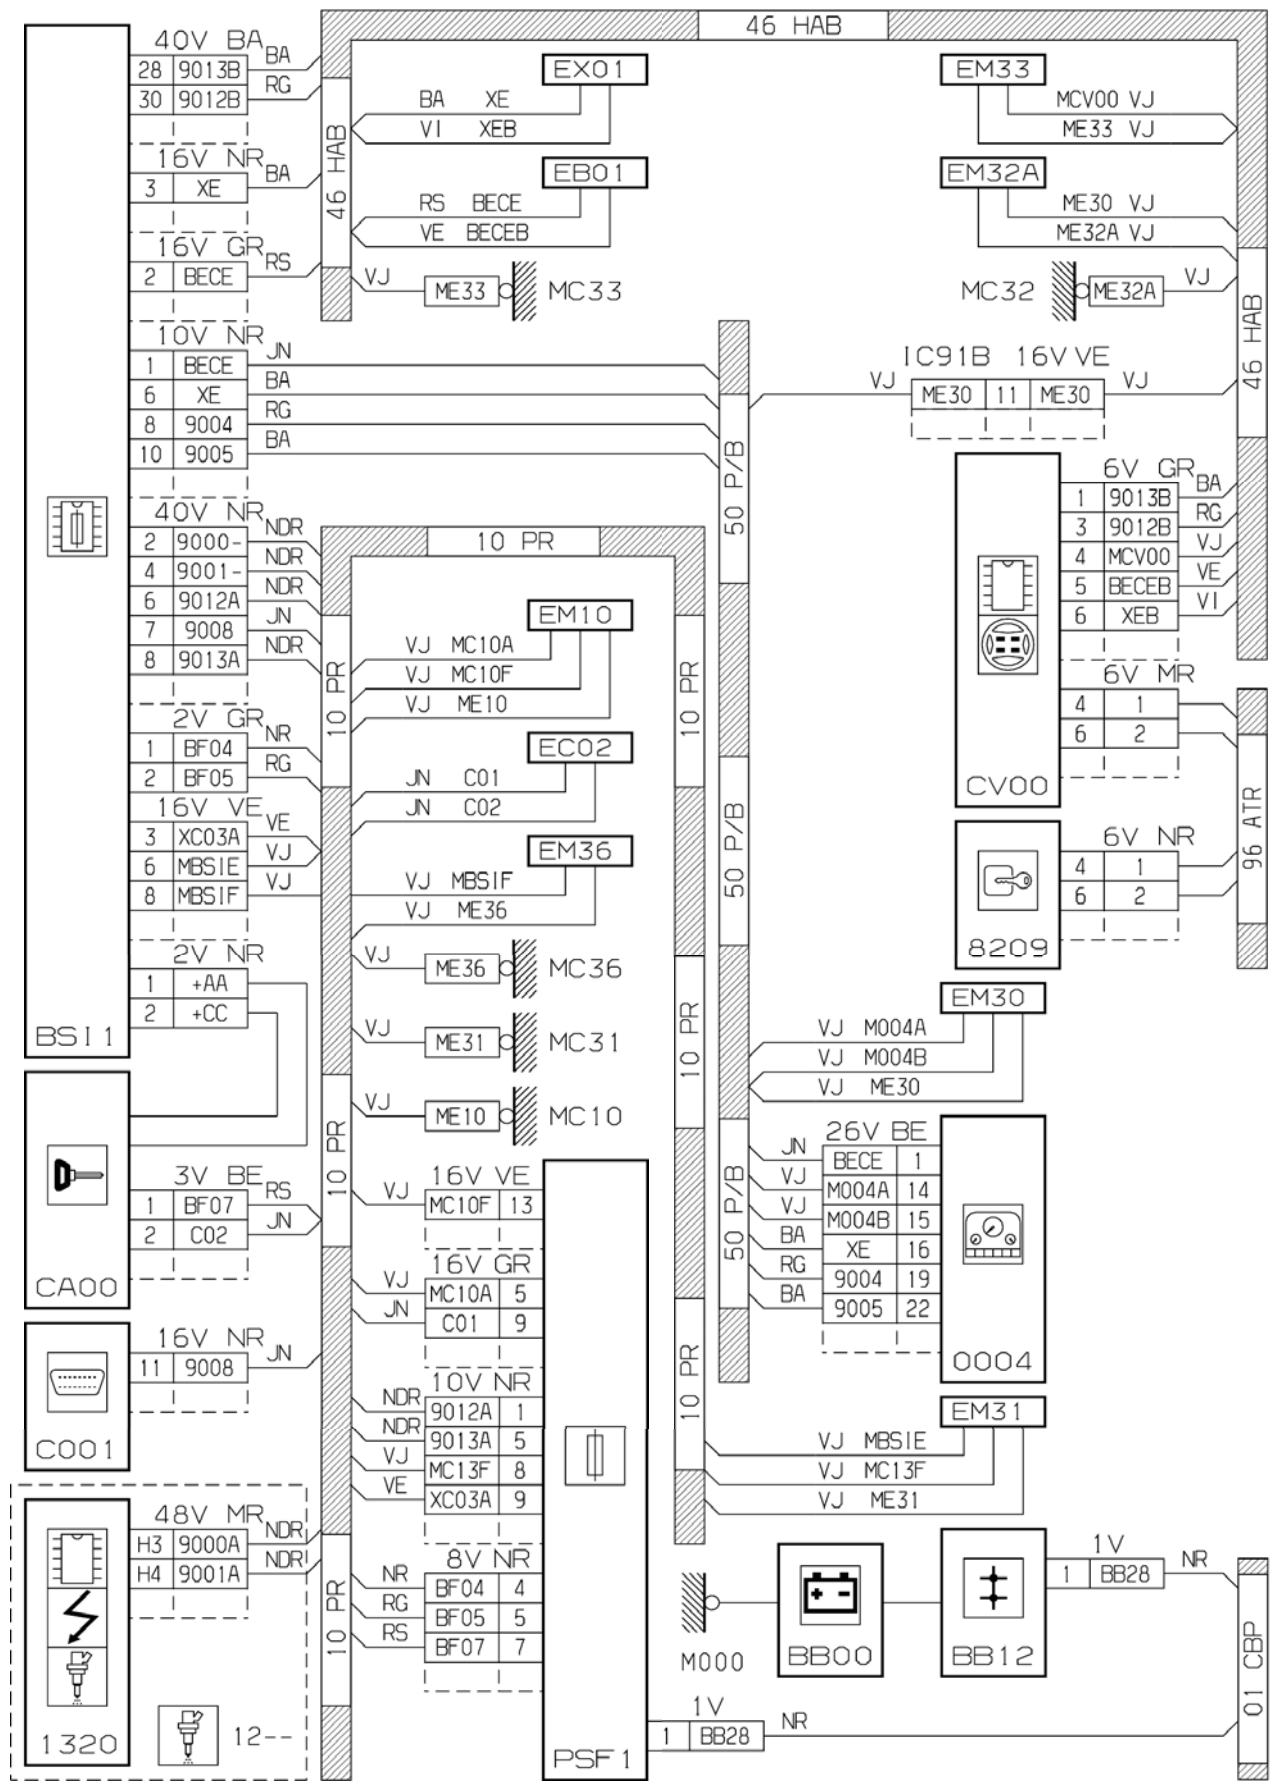 46 HAB
40V BA
28 9013B BA
30 9012B RG
16V NR
3 XE BA
16V GR
2 BECE RS
10V NR
1 BECE JN
6 XE BA
8 9004 RG
10 9005 BA
40V NR
2 9000- NDR
4 9001- NDR
6 9012A NDR
7 9008 JN
8 9013A NDR
2V GR
1 BF04 NR
2 BF05 RG
16V VE
3 XC03A VE
6 MBSIE VJ
8 MBSIF VJ
2V NR
1 +AA
2 +CC
BSI1
3V BE
1 BF07 RS
2 C02 JN
CA00
16V NR
11 9008 JN
C001
48V MR
H3 9000A NDR
H4 9001A NDR
1320
12--
46 HAB
EX01
BA XE
VI XEB
EB01
RS BECE
VE BECEB
VJ ME33 MC33
10 PR
10 PR
EM10
VJ MC10A
VJ MC10F
VJ ME10
EC02
JN C01
JN C02
EM36
VJ MBSIF
VJ ME36
VJ ME36 MC36
VJ ME31 MC31
VJ ME10 MC10
10 PR
16V VE
VJ MC10F 13
16V GR
VJ MC10A 5
JN C01 9
10V NR
NDR 9012A 1
NDR 9013A 5
VJ MC13F 8
VE XC03A 9
8V NR
NR BF04 4
RG BF05 5
RS BF07 7
10 PR
PSF1
1V
1 BB28 NR
10 PR
10 PR
10 PR
50 P/B
50 P/B
50 P/B
EM33
MCV00 VJ
ME33 VJ
EM32A
ME30 VJ
ME32A VJ
MC32 ME32A VJ
46 HAB
IC91B 16V VE
VJ ME30 11 ME30 VJ
6V GR
1 9013B BA
3 9012B RG
4 MCV00 VJ
5 BECEB VE
6 XEB VI
6V MR
4 1
6 2
CV00
96 ATR
6V NR
4 1
6 2
8209
EM30
VJ M004A
VJ M004B
VJ ME30
26V BE
JN BECE 1
VJ M004A 14
VJ M004B 15
BA XE 16
RG 9004 19
BA 9005 22
0004
EM31
VJ MBSIE
VJ MC13F
VJ ME31
M000
BB00
BB12
1V
1 BB28 NR
01 CBP